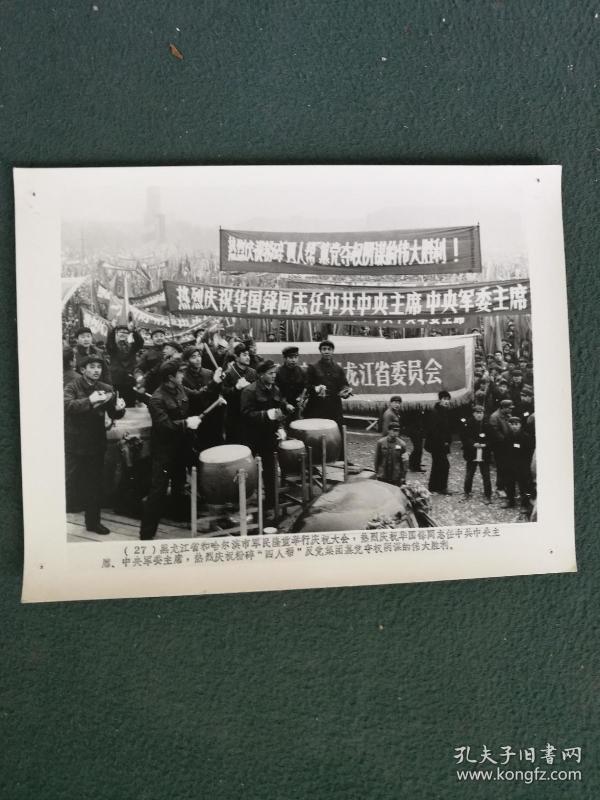 热烈庆祝粉碎“四人帮”篡党夺权阴谋的伟大胜利！
热烈庆祝华国锋同志任中共中央主席 中央军委主席
龙江省委员会
(27) 黑龙江省和哈尔滨市军民隆重举行庆祝大会，热烈庆祝华国锋同志任中共中央主
席、中央军委主席，热烈庆祝粉碎“四人帮”反党集团篡党夺权阴谋的伟大胜利。
孔夫子旧书网
www.kongfz.com